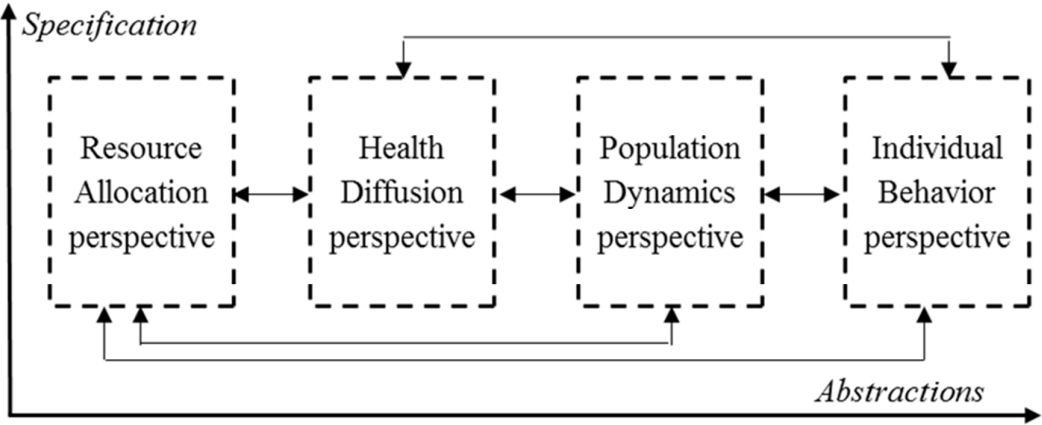 Specification
Resource
Allocation
perspective
Health
Diffusion
perspective
Population
Dynamics
perspective
Individual
Behavior
perspective
Abstractions